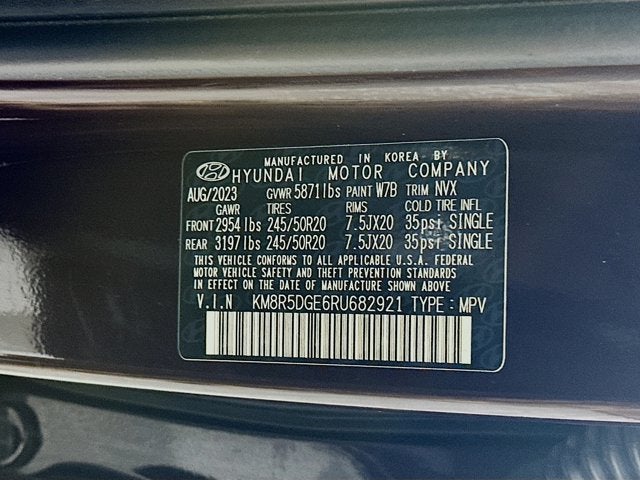 MANUFACTURED IN KOREA BY
HYUNDAI MOTOR COMPANY
AUG/2023 GVWR 5871lbs PAINT W7B TRIM NVX
GAWR TIRES RIMS COLD TIRE INFL
FRONT 2954lbs 245/50R20 7.5JX20 35psi SINGLE
REAR 3197lbs 245/50R20 7.5JX20 35psi SINGLE
THIS VEHICLE CONFORMS TO ALL APPLICABLE U.S.A. FEDERAL
MOTOR VEHICLE SAFETY AND THEFT PREVENTION STANDARDS
IN EFFECT ON THE DATE OF MANUFACTURE SHOWN ABOVE.
V.I.N KM8R5DGE6RU682921 TYPE : MPV